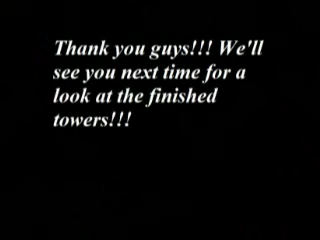 Thank you guys!!! We'll
see you next time for a
look at the finished
towers!!!